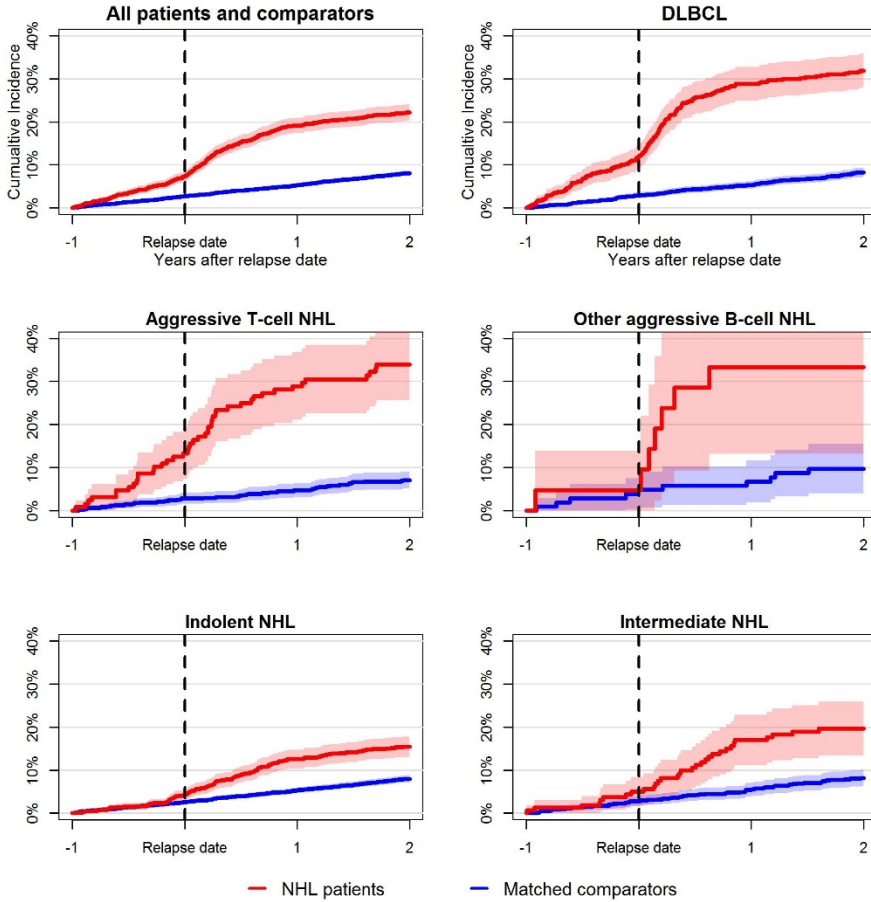 All patients and comparators
Cumualtive Incidence
40%
30%
20%
10%
0%
-1 Relapse date 1 2
Years after relapse date
DLBCL
Cumualtive Incidence
40%
30%
20%
10%
0%
-1 Relapse date 1 2
Years after relapse date
Aggressive T-cell NHL
40%
30%
20%
10%
0%
-1 Relapse date 1 2
Other aggressive B-cell NHL
40%
30%
20%
10%
0%
-1 Relapse date 1 2
Indolent NHL
40%
30%
20%
10%
0%
-1 Relapse date 1 2
Intermediate NHL
40%
30%
20%
10%
0%
-1 Relapse date 1 2
NHL patients Matched comparators